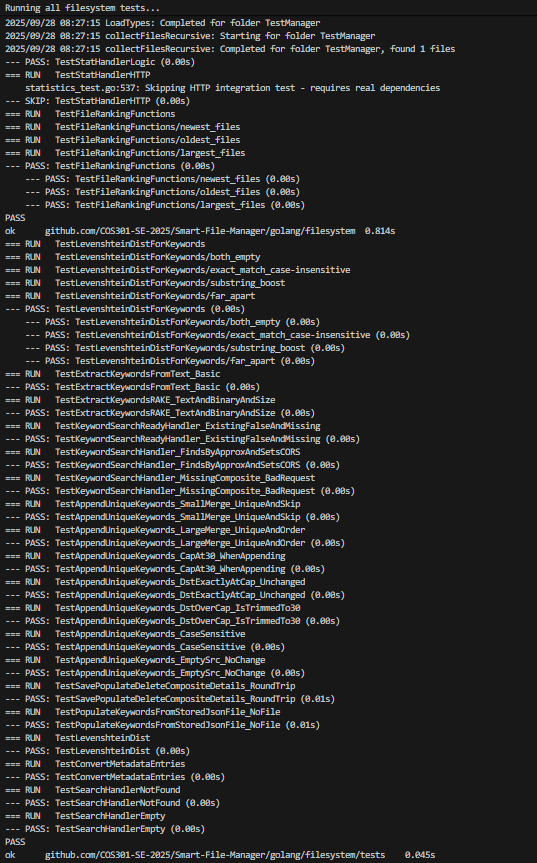 Running all filesystem tests...
2025/09/28 08:27:15 LoadTypes: Completed for folder TestManager
2025/09/28 08:27:15 collectFilesRecursive: Starting for folder TestManager
2025/09/28 08:27:15 collectFilesRecursive: Completed for folder TestManager, found 1 files
--- PASS: TestStatHandlerLogic (0.00s)
=== RUN   TestStatHandlerHTTP
    statistics_test.go:537: Skipping HTTP integration test - requires real dependencies
--- SKIP: TestStatHandlerHTTP (0.00s)
=== RUN   TestFileRankingFunctions
=== RUN   TestFileRankingFunctions/newest_files
=== RUN   TestFileRankingFunctions/oldest_files
=== RUN   TestFileRankingFunctions/largest_files
--- PASS: TestFileRankingFunctions (0.00s)
    --- PASS: TestFileRankingFunctions/newest_files (0.00s)
    --- PASS: TestFileRankingFunctions/oldest_files (0.00s)
    --- PASS: TestFileRankingFunctions/largest_files (0.00s)
PASS
ok      github.com/COS301-SE-2025/Smart-File-Manager/golang/filesystem  0.814s
=== RUN   TestLevenshteinDistForKeywords
=== RUN   TestLevenshteinDistForKeywords/both_empty
=== RUN   TestLevenshteinDistForKeywords/exact_match_case-insensitive
=== RUN   TestLevenshteinDistForKeywords/substring_boost
=== RUN   TestLevenshteinDistForKeywords/far_apart
--- PASS: TestLevenshteinDistForKeywords (0.00s)
    --- PASS: TestLevenshteinDistForKeywords/both_empty (0.00s)
    --- PASS: TestLevenshteinDistForKeywords/exact_match_case-insensitive (0.00s)
    --- PASS: TestLevenshteinDistForKeywords/substring_boost (0.00s)
    --- PASS: TestLevenshteinDistForKeywords/far_apart (0.00s)
=== RUN   TestExtractKeywordsFromText_Basic
--- PASS: TestExtractKeywordsFromText_Basic (0.00s)
=== RUN   TestExtractKeywordsRAKE_TextAndBinaryAndSize
--- PASS: TestExtractKeywordsRAKE_TextAndBinaryAndSize (0.00s)
=== RUN   TestKeywordSearchReadyHandler_ExistingFalseAndMissing
--- PASS: TestKeywordSearchReadyHandler_ExistingFalseAndMissing (0.00s)
=== RUN   TestKeywordSearchHandler_FindsByApproxAndSetsCORS
--- PASS: TestKeywordSearchHandler_FindsByApproxAndSetsCORS (0.00s)
=== RUN   TestKeywordSearchHandler_MissingComposite_BadRequest
--- PASS: TestKeywordSearchHandler_MissingComposite_BadRequest (0.00s)
=== RUN   TestAppendUniqueKeywords_SmallMerge_UniqueAndSkip
--- PASS: TestAppendUniqueKeywords_SmallMerge_UniqueAndSkip (0.00s)
=== RUN   TestAppendUniqueKeywords_LargeMerge_UniqueAndOrder
--- PASS: TestAppendUniqueKeywords_LargeMerge_UniqueAndOrder (0.00s)
=== RUN   TestAppendUniqueKeywords_CapAt30_WhenAppending
--- PASS: TestAppendUniqueKeywords_CapAt30_WhenAppending (0.00s)
=== RUN   TestAppendUniqueKeywords_DstExactlyAtCap_Unchanged
--- PASS: TestAppendUniqueKeywords_DstExactlyAtCap_Unchanged (0.00s)
=== RUN   TestAppendUniqueKeywords_DstOverCap_IsTrimmedTo30
--- PASS: TestAppendUniqueKeywords_DstOverCap_IsTrimmedTo30 (0.00s)
=== RUN   TestAppendUniqueKeywords_CaseSensitive
--- PASS: TestAppendUniqueKeywords_CaseSensitive (0.00s)
=== RUN   TestAppendUniqueKeywords_EmptySrc_NoChange
--- PASS: TestAppendUniqueKeywords_EmptySrc_NoChange (0.00s)
=== RUN   TestSavePopulateDeleteCompositeDetails_RoundTrip
--- PASS: TestSavePopulateDeleteCompositeDetails_RoundTrip (0.01s)
=== RUN   TestPopulateKeywordsFromStoredJsonFile_NoFile
--- PASS: TestPopulateKeywordsFromStoredJsonFile_NoFile (0.01s)
=== RUN   TestLevenshteinDist
--- PASS: TestLevenshteinDist (0.00s)
=== RUN   TestConvertMetadataEntries
--- PASS: TestConvertMetadataEntries (0.00s)
=== RUN   TestSearchHandlerNotFound
--- PASS: TestSearchHandlerNotFound (0.00s)
=== RUN   TestSearchHandlerEmpty
--- PASS: TestSearchHandlerEmpty (0.00s)
PASS
ok      github.com/COS301-SE-2025/Smart-File-Manager/golang/filesystem/tests    0.045s